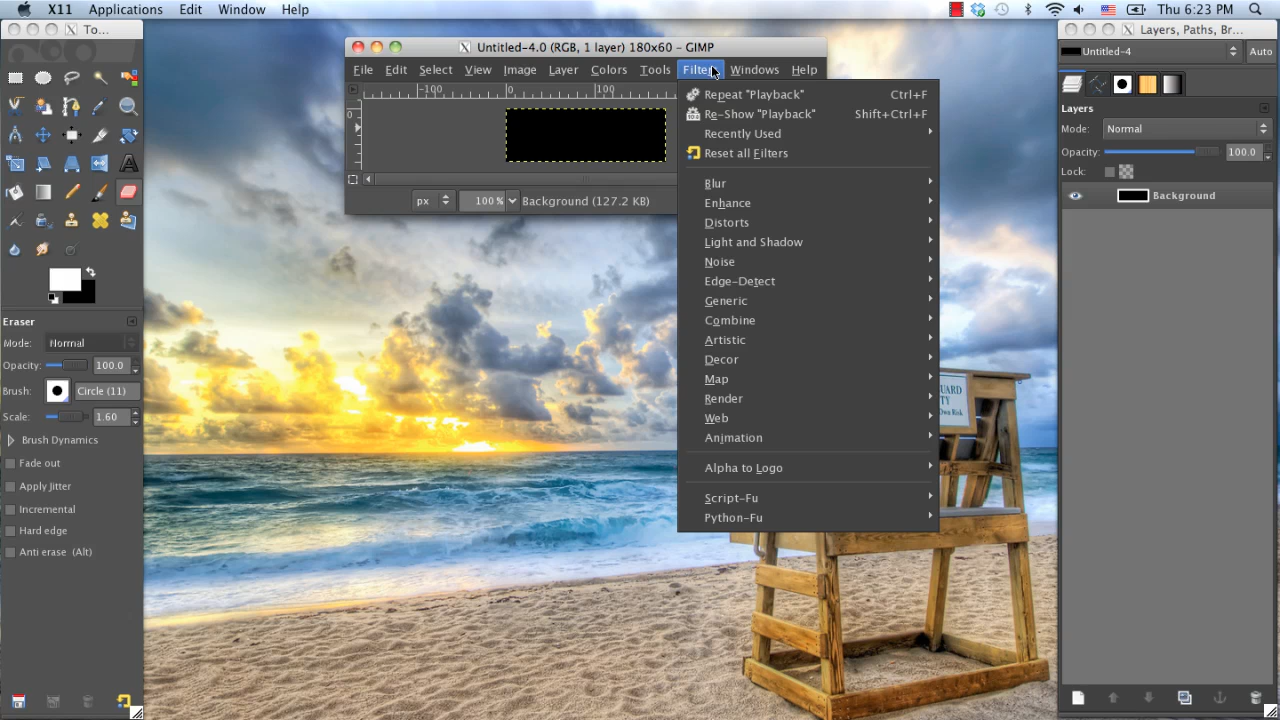 X11 Applications Edit Window Help
Thu 6:23 PM
To...
Untitled-4.0 (RGB, 1 layer) 180x60 – GIMP
File Edit Select View Image Layer Colors Tools Filters Windows Help
-100 0 100
0
px 100% Background (127.2 KB)
Repeat "Playback" Ctrl+F
Re-Show "Playback" Shift+Ctrl+F
Recently Used
Reset all Filters
Blur
Enhance
Distorts
Light and Shadow
Noise
Edge-Detect
Generic
Combine
Artistic
Decor
Map
Render
Web
Animation
Alpha to Logo
Script-Fu
Python-Fu
Eraser
Mode: Normal
Opacity: 100.0
Brush: Circle (11)
Scale: 1.60
Brush Dynamics
Fade out
Apply Jitter
Incremental
Hard edge
Anti erase (Alt)
Layers, Paths, Br...
Untitled-4 Auto
Layers
Mode: Normal
Opacity: 100.0
Lock:
Background
UARD
TY
Own Risk